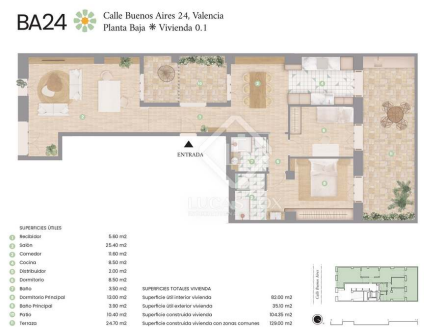 BA24
Calle Buenos Aires 24, Valencia
Planta Baja ✳ Vivienda 0.1
ENTRADA
SUPERFICIES ÚTILES
Recibidor 5.60 m2
Salón 25.40 m2
Comedor 11.60 m2
Cocina 8.50 m2
Distribuidor 2.00 m2
Dormitorio 8.50 m2
Baño 3.50 m2
Dormitorio Principal 13.00 m2
Baño Principal 3.90 m2
Patio 10.40 m2
Terraza 24.70 m2
SUPERFICIES TOTALES VIVIENDA
Superficie útil interior vivienda 82.00 m2
Superficie útil exterior vivienda 35.10 m2
Superficie construida vivienda 104.35 m2
Superficie construida vivienda con zonas comunes 129.00 m2
Calle Buenos Aires